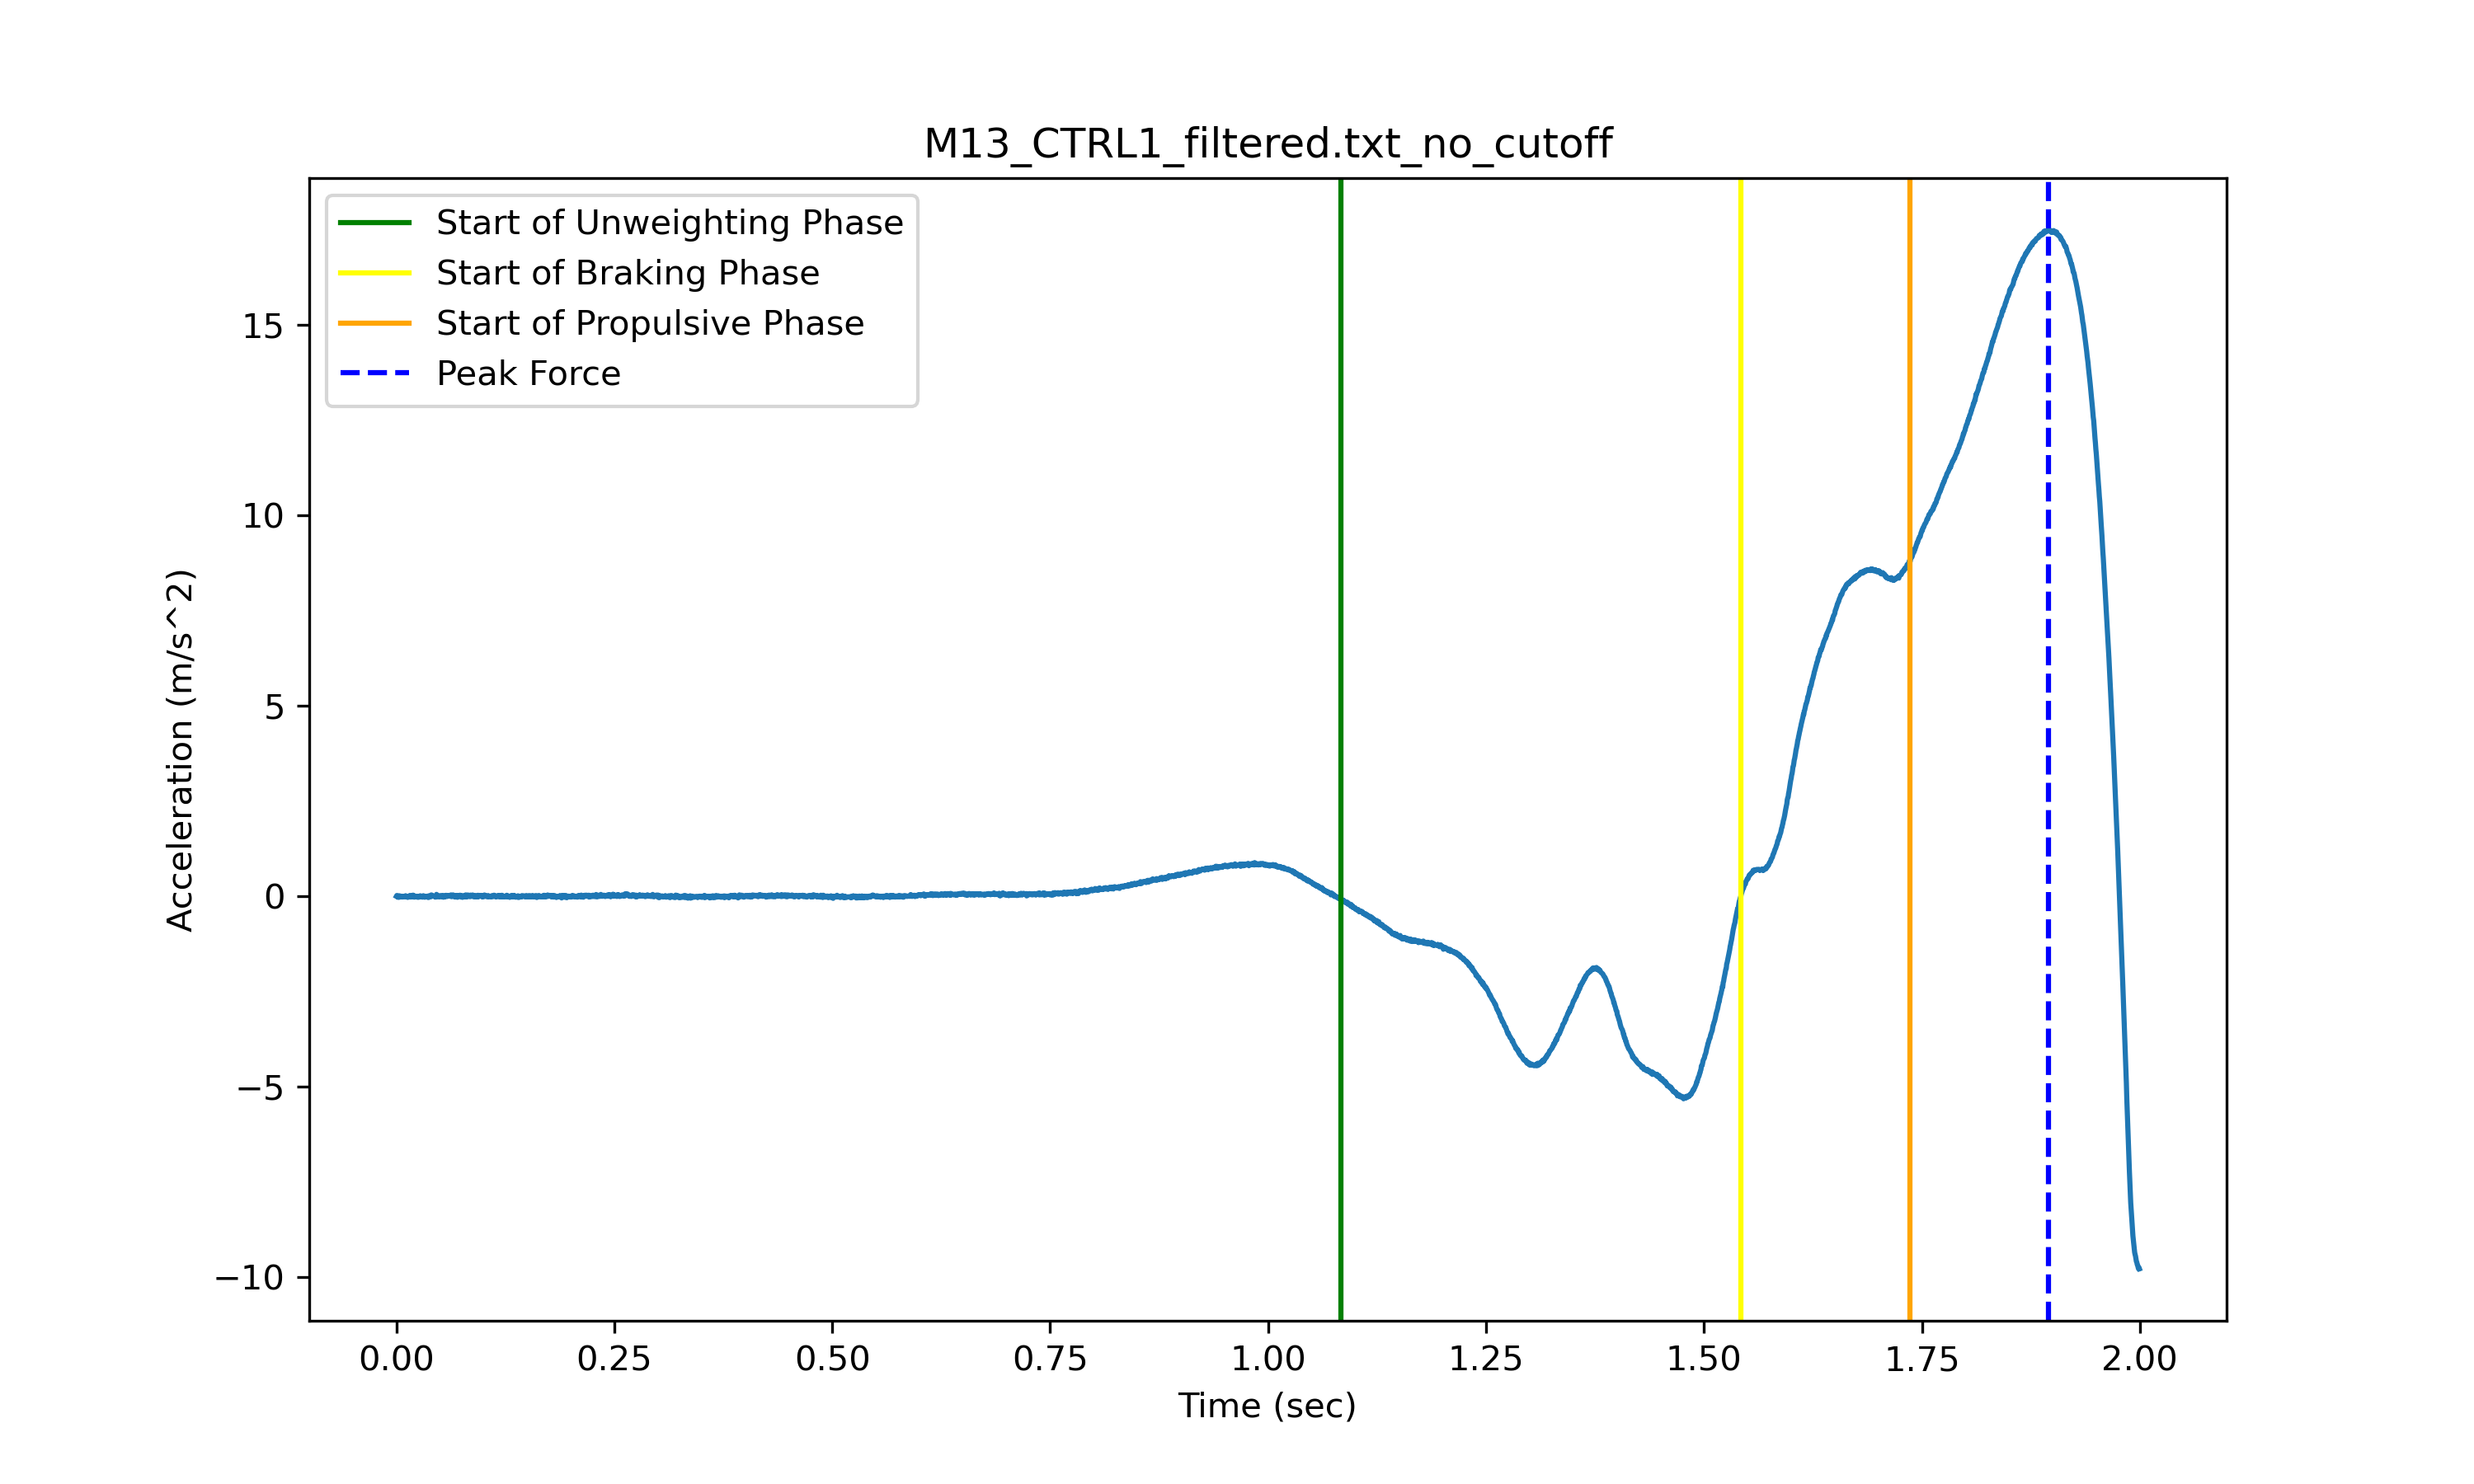 M13_CTRL1_filtered.txt_no_cutoff
Start of Unweighting Phase
Start of Braking Phase
Start of Propulsive Phase
Peak Force
Acceleration (m/s^2)
15
10
5
0
−5
−10
0.00 0.25 0.50 0.75 1.00 1.25 1.50 1.75 2.00
Time (sec)